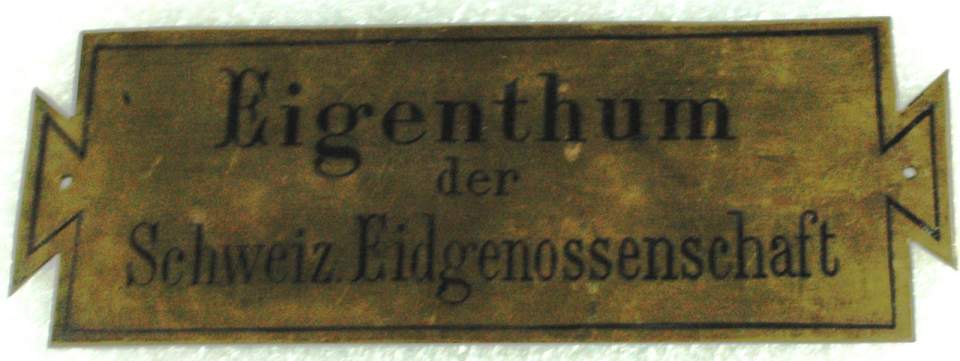 Eigenthum
der
Schweiz. Eidgenossenschaft